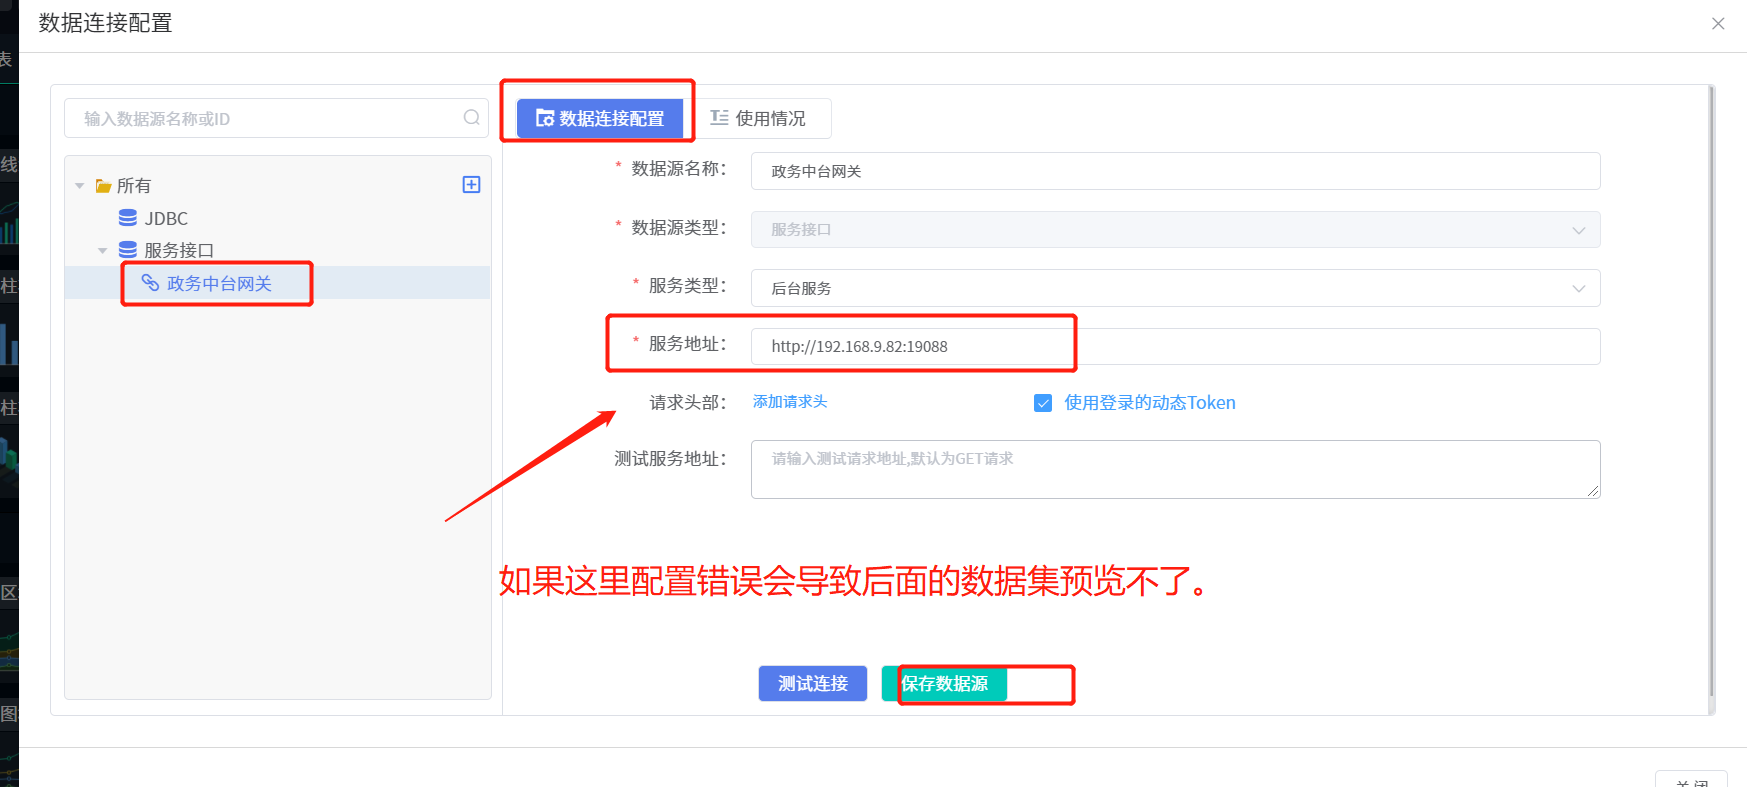 数据连接配置
表
输入数据源名称或ID
数据连接配置
使用情况
线
所有
JDBC
服务接口
政务中台网关
* 数据源名称：
政务中台网关
* 数据源类型：
服务接口
* 服务类型：
后台服务
柱
* 服务地址：
http://192.168.9.82:19088
柱
请求头部：
添加请求头
使用登录的动态Token
测试服务地址：
请输入测试请求地址,默认为GET请求
如果这里配置错误会导致后面的数据集预览不了。
区
测试连接
保存数据源
图
关 闭